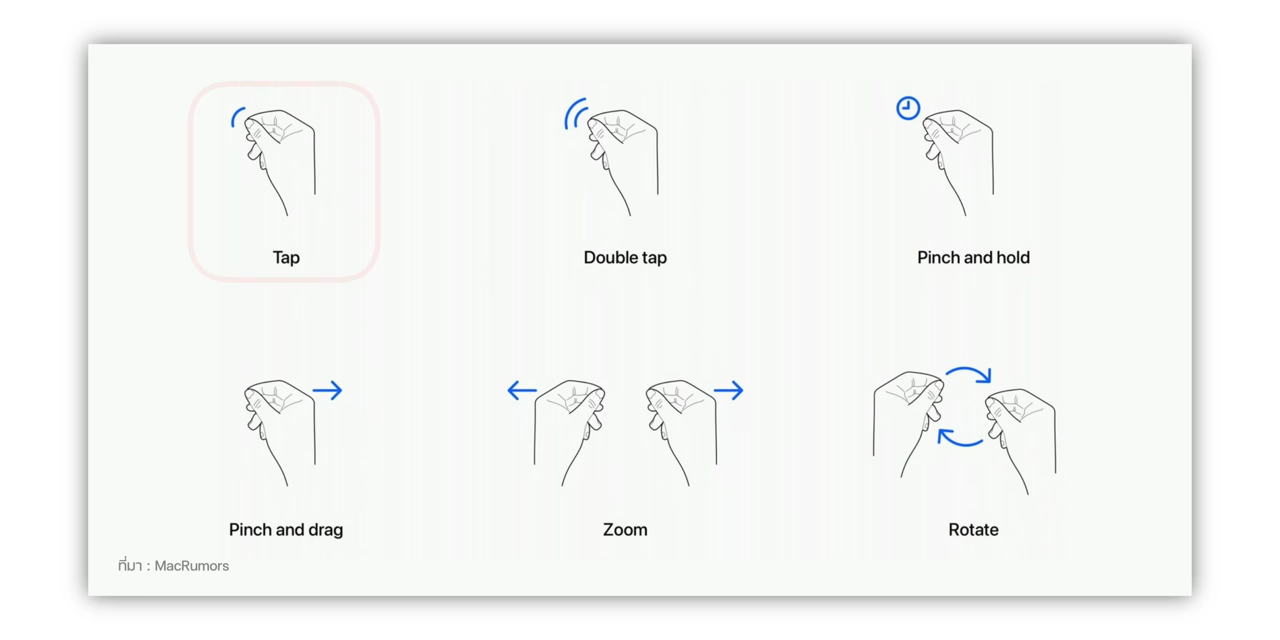 Tap
Double tap
Pinch and hold
Pinch and drag
Zoom
Rotate
ที่มา : MacRumors